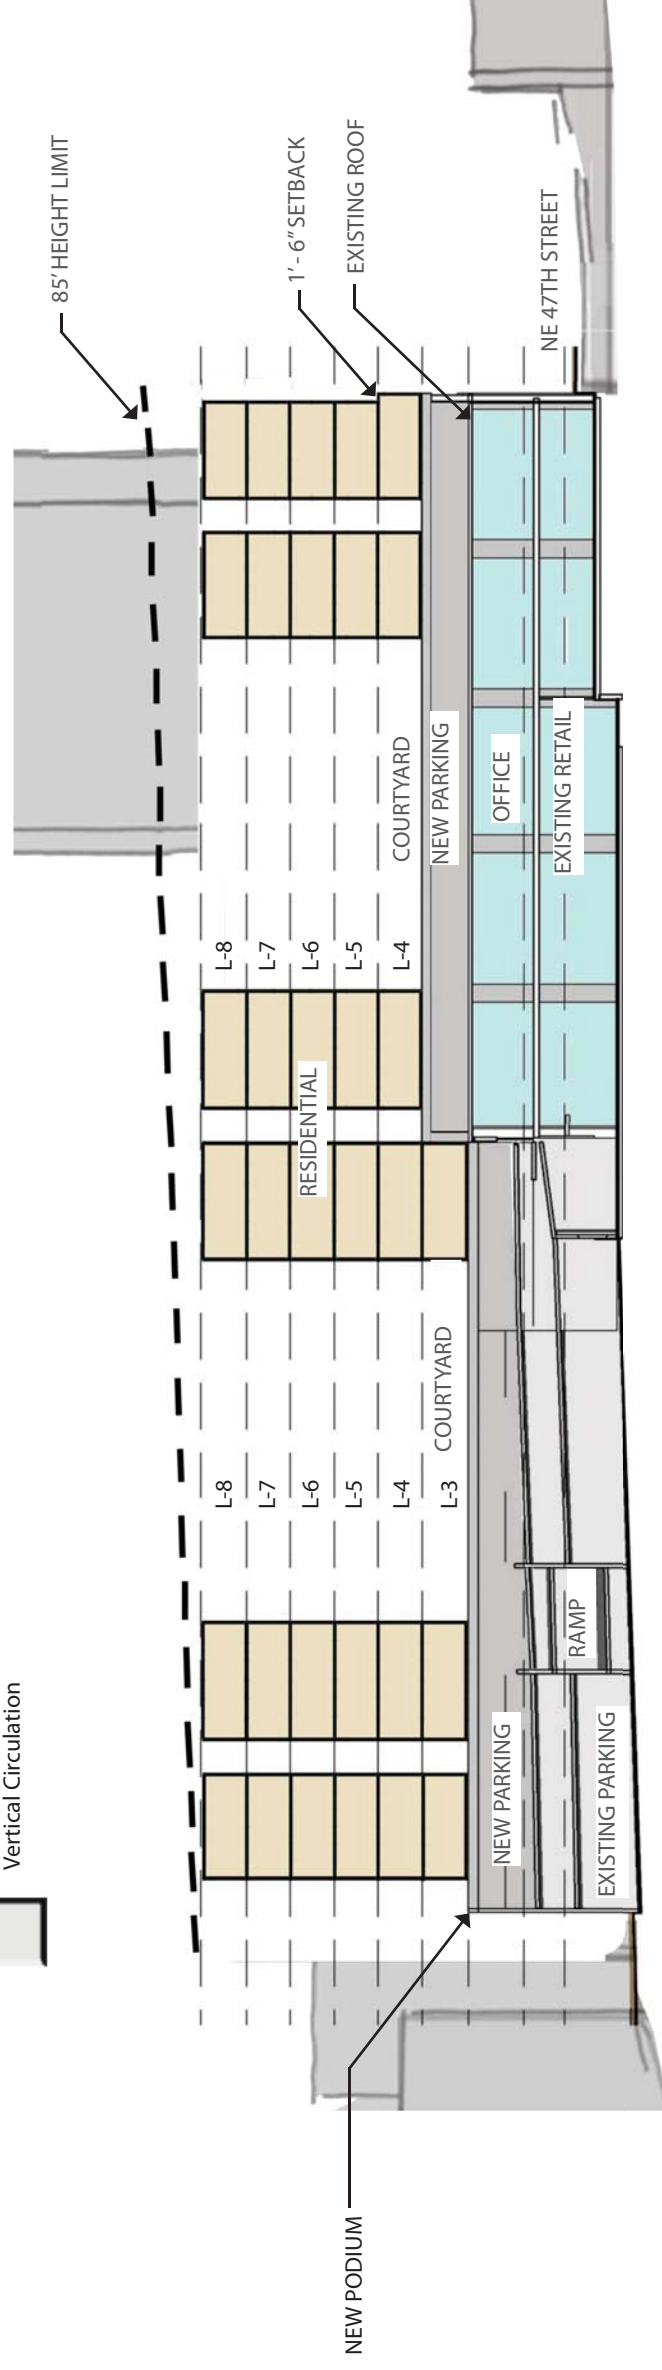 Vertical Circulation
85' HEIGHT LIMIT
1' - 6" SETBACK
EXISTING ROOF
NE 47TH STREET
NEW PODIUM
L-8
L-7
L-6
L-5
L-4
L-3
COURTYARD
RESIDENTIAL
L-8
L-7
L-6
L-5
L-4
COURTYARD
NEW PARKING
OFFICE
EXISTING RETAIL
NEW PARKING
EXISTING PARKING
RAMP